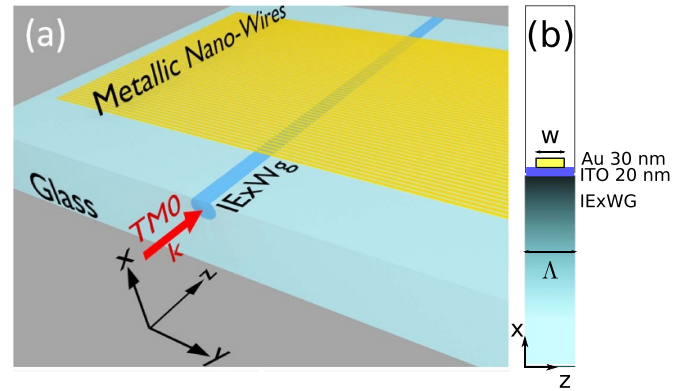 (a)
Metallic Nano-Wires
Glass
IExWg
TM0
k
x
z
y
(b)
w
Au 30 nm
ITO 20 nm
IExWG
Λ
x
z